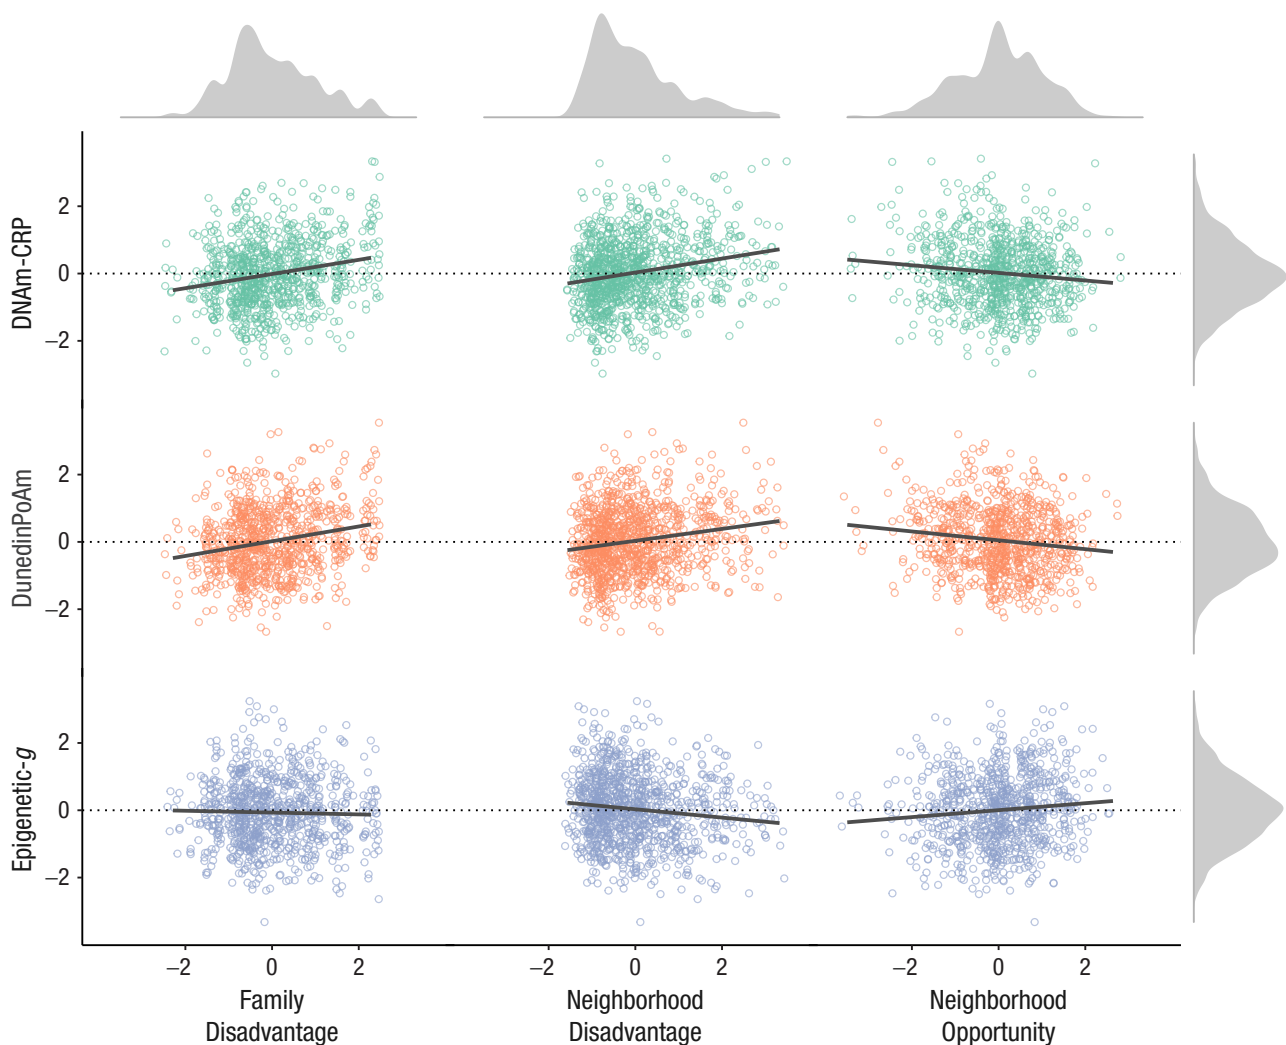 DNAm-CRP
2
0
−2
DunedinPoAm
2
0
−2
Epigenetic-g
2
0
−2
−2 0 2
−2 0 2
−2 0 2
Family
Disadvantage
Neighborhood
Disadvantage
Neighborhood
Opportunity